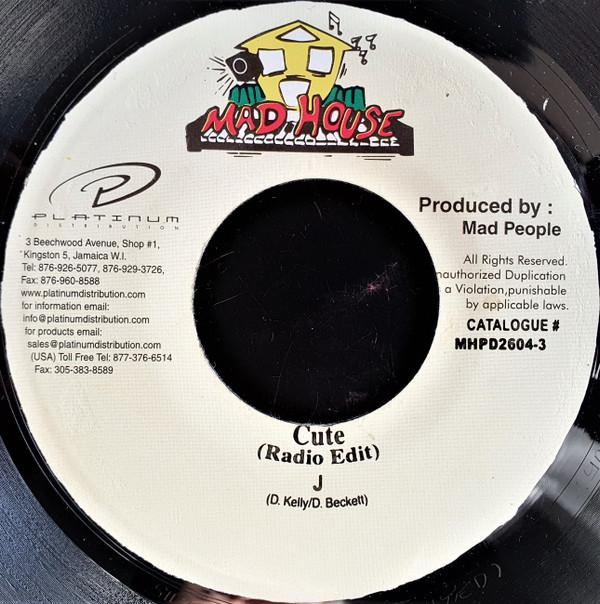 MAD HOUSE
PLATINUM
DISTRIBUTION
3 Beechwood Avenue, Shop #1,
Kingston 5, Jamaica W.I.
Tel: 876-926-5077, 876-929-3726,
Fax: 876-960-8588
www.platinumdistribution.com
for information email:
info@platinumdistribution.com
for products email:
sales@platinumdistribution.com
(USA) Toll Free Tel: 877-376-6514
Fax: 305-383-8589
Produced by :
Mad People
All Rights Reserved.
nauthorized Duplication
a Violation,punishable
by applicable laws.
CATALOGUE #
MHPD2604-3
Cute
(Radio Edit)
J
(D. Kelly/D. Beckett)